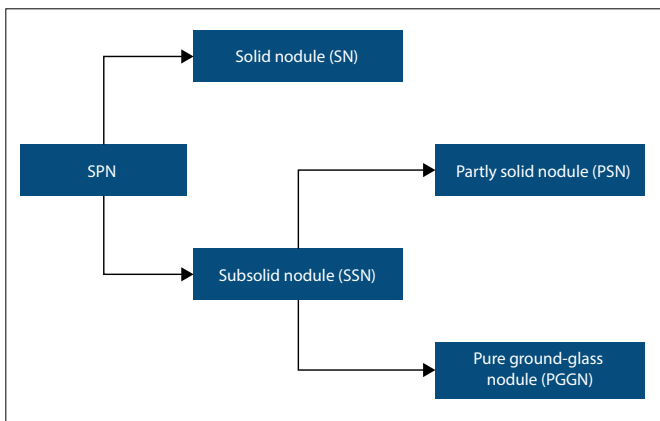 Solid nodule (SN)
SPN
Partly solid nodule (PSN)
Subsolid nodule (SSN)
Pure ground-glass
nodule (PGGN)